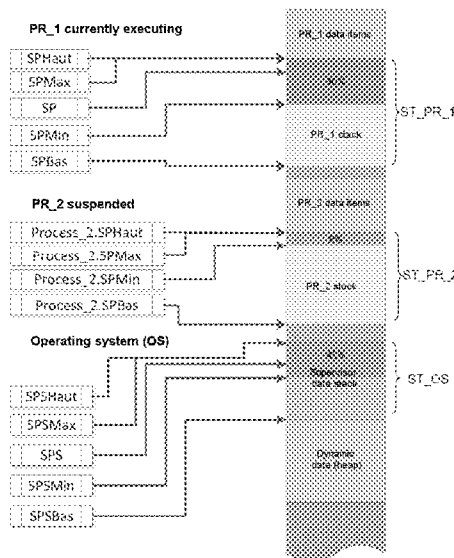 PR_1 currently executing
PR_1 data items
SPHaut
SPMax
SP
ST_PR_1
SPMin
PR_1 stack
SPBas
PR_2 suspended
PR_2 data items
Process_2.SPHaut
Process_2.SPMax
ST_PR_2
Process_2.SPMin
PR_2 stack
Process_2.SPBas
Operating system (OS)
Supervisor
data stack
ST_OS
SPSHaut
SPSMax
SPS
Dynamic
data (heap)
SPSMin
SPSBas